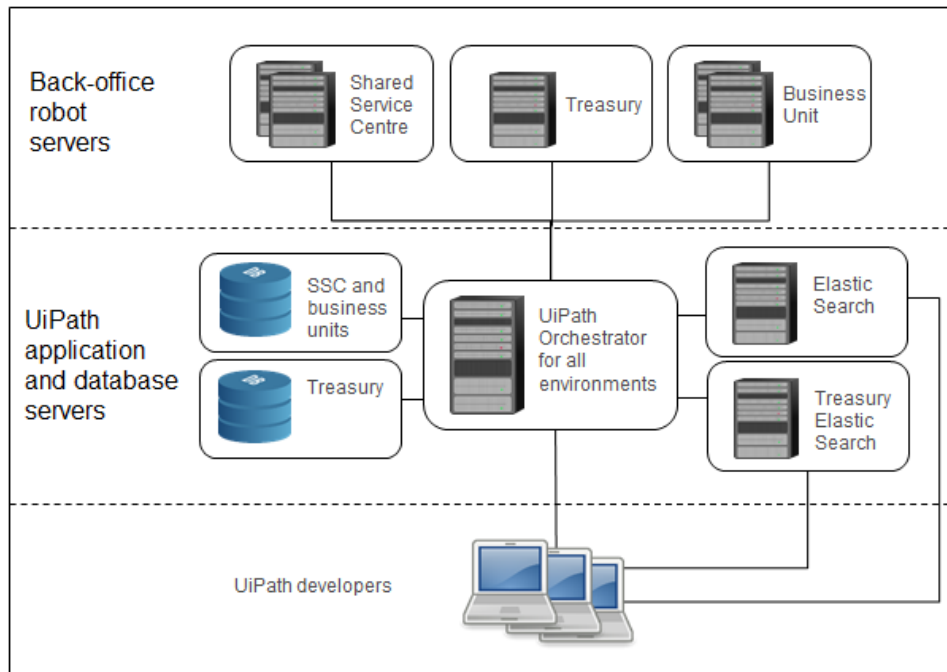 Back-office
robot
servers
Shared
Service
Centre
Treasury
Business
Unit
UiPath
application
and database
servers
SSC and
business
units
Treasury
UiPath
Orchestrator
for all
environments
Elastic
Search
Treasury
Elastic
Search
UiPath developers